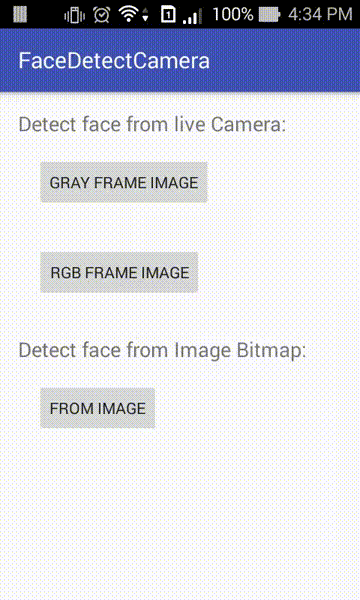 1 100% 4:34 PM
FaceDetectCamera
Detect face from live Camera:
GRAY FRAME IMAGE
RGB FRAME IMAGE
Detect face from Image Bitmap:
FROM IMAGE